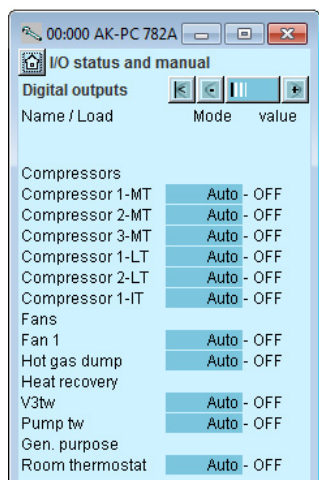 00:000 AK-PC 782A
I/O status and manual
Digital outputs
Name / Load Mode value
Compressors
Compressor 1-MT Auto - OFF
Compressor 2-MT Auto - OFF
Compressor 3-MT Auto - OFF
Compressor 1-LT Auto - OFF
Compressor 2-LT Auto - OFF
Compressor 1-IT Auto - OFF
Fans
Fan 1 Auto - OFF
Hot gas dump Auto - OFF
Heat recovery
V3tw Auto - OFF
Pump tw Auto - OFF
Gen. purpose
Room thermostat Auto - OFF